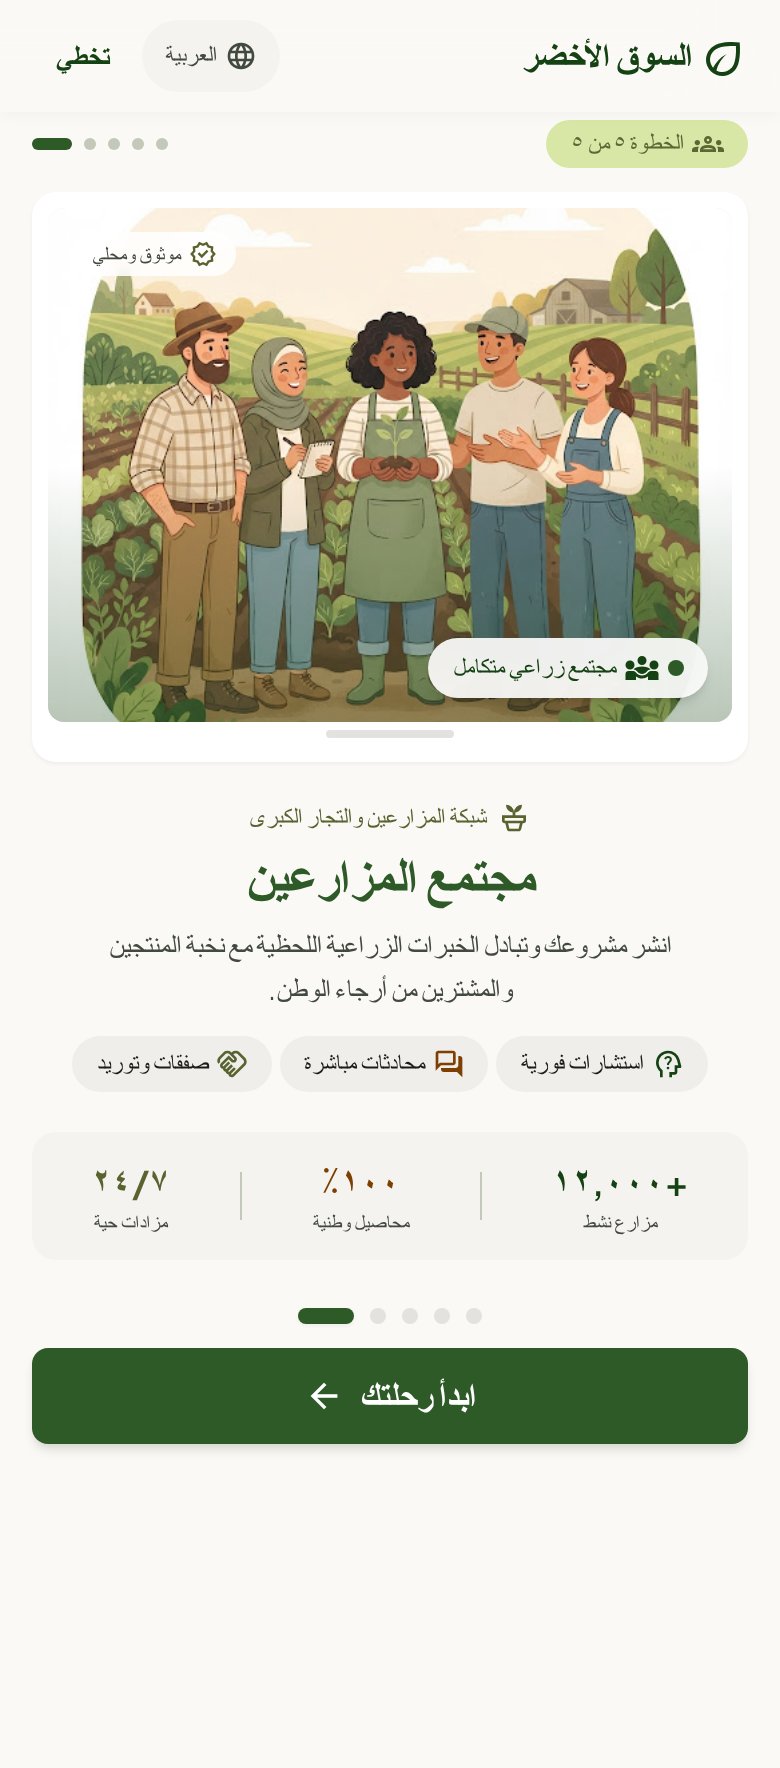 السوق الأخضر
العربية
تخطي
الخطوة ٥ من ٥
موثوق ومحلي
مجتمع زراعي متكامل
شبكة المزارعين والتجار الكبرى
مجتمع المزارعين
انشر مشروعك وتبادل الخبرات الزراعية اللحظية مع نخبة المنتجين
والمشترين من أرجاء الوطن.
استشارات فورية
محادثات مباشرة
صفقات وتوريد
+١٢,٠٠٠
مزارع نشط
١٠٠٪
محاصيل وطنية
٢٤/٧
مزادات حية
ابدأ رحلتك